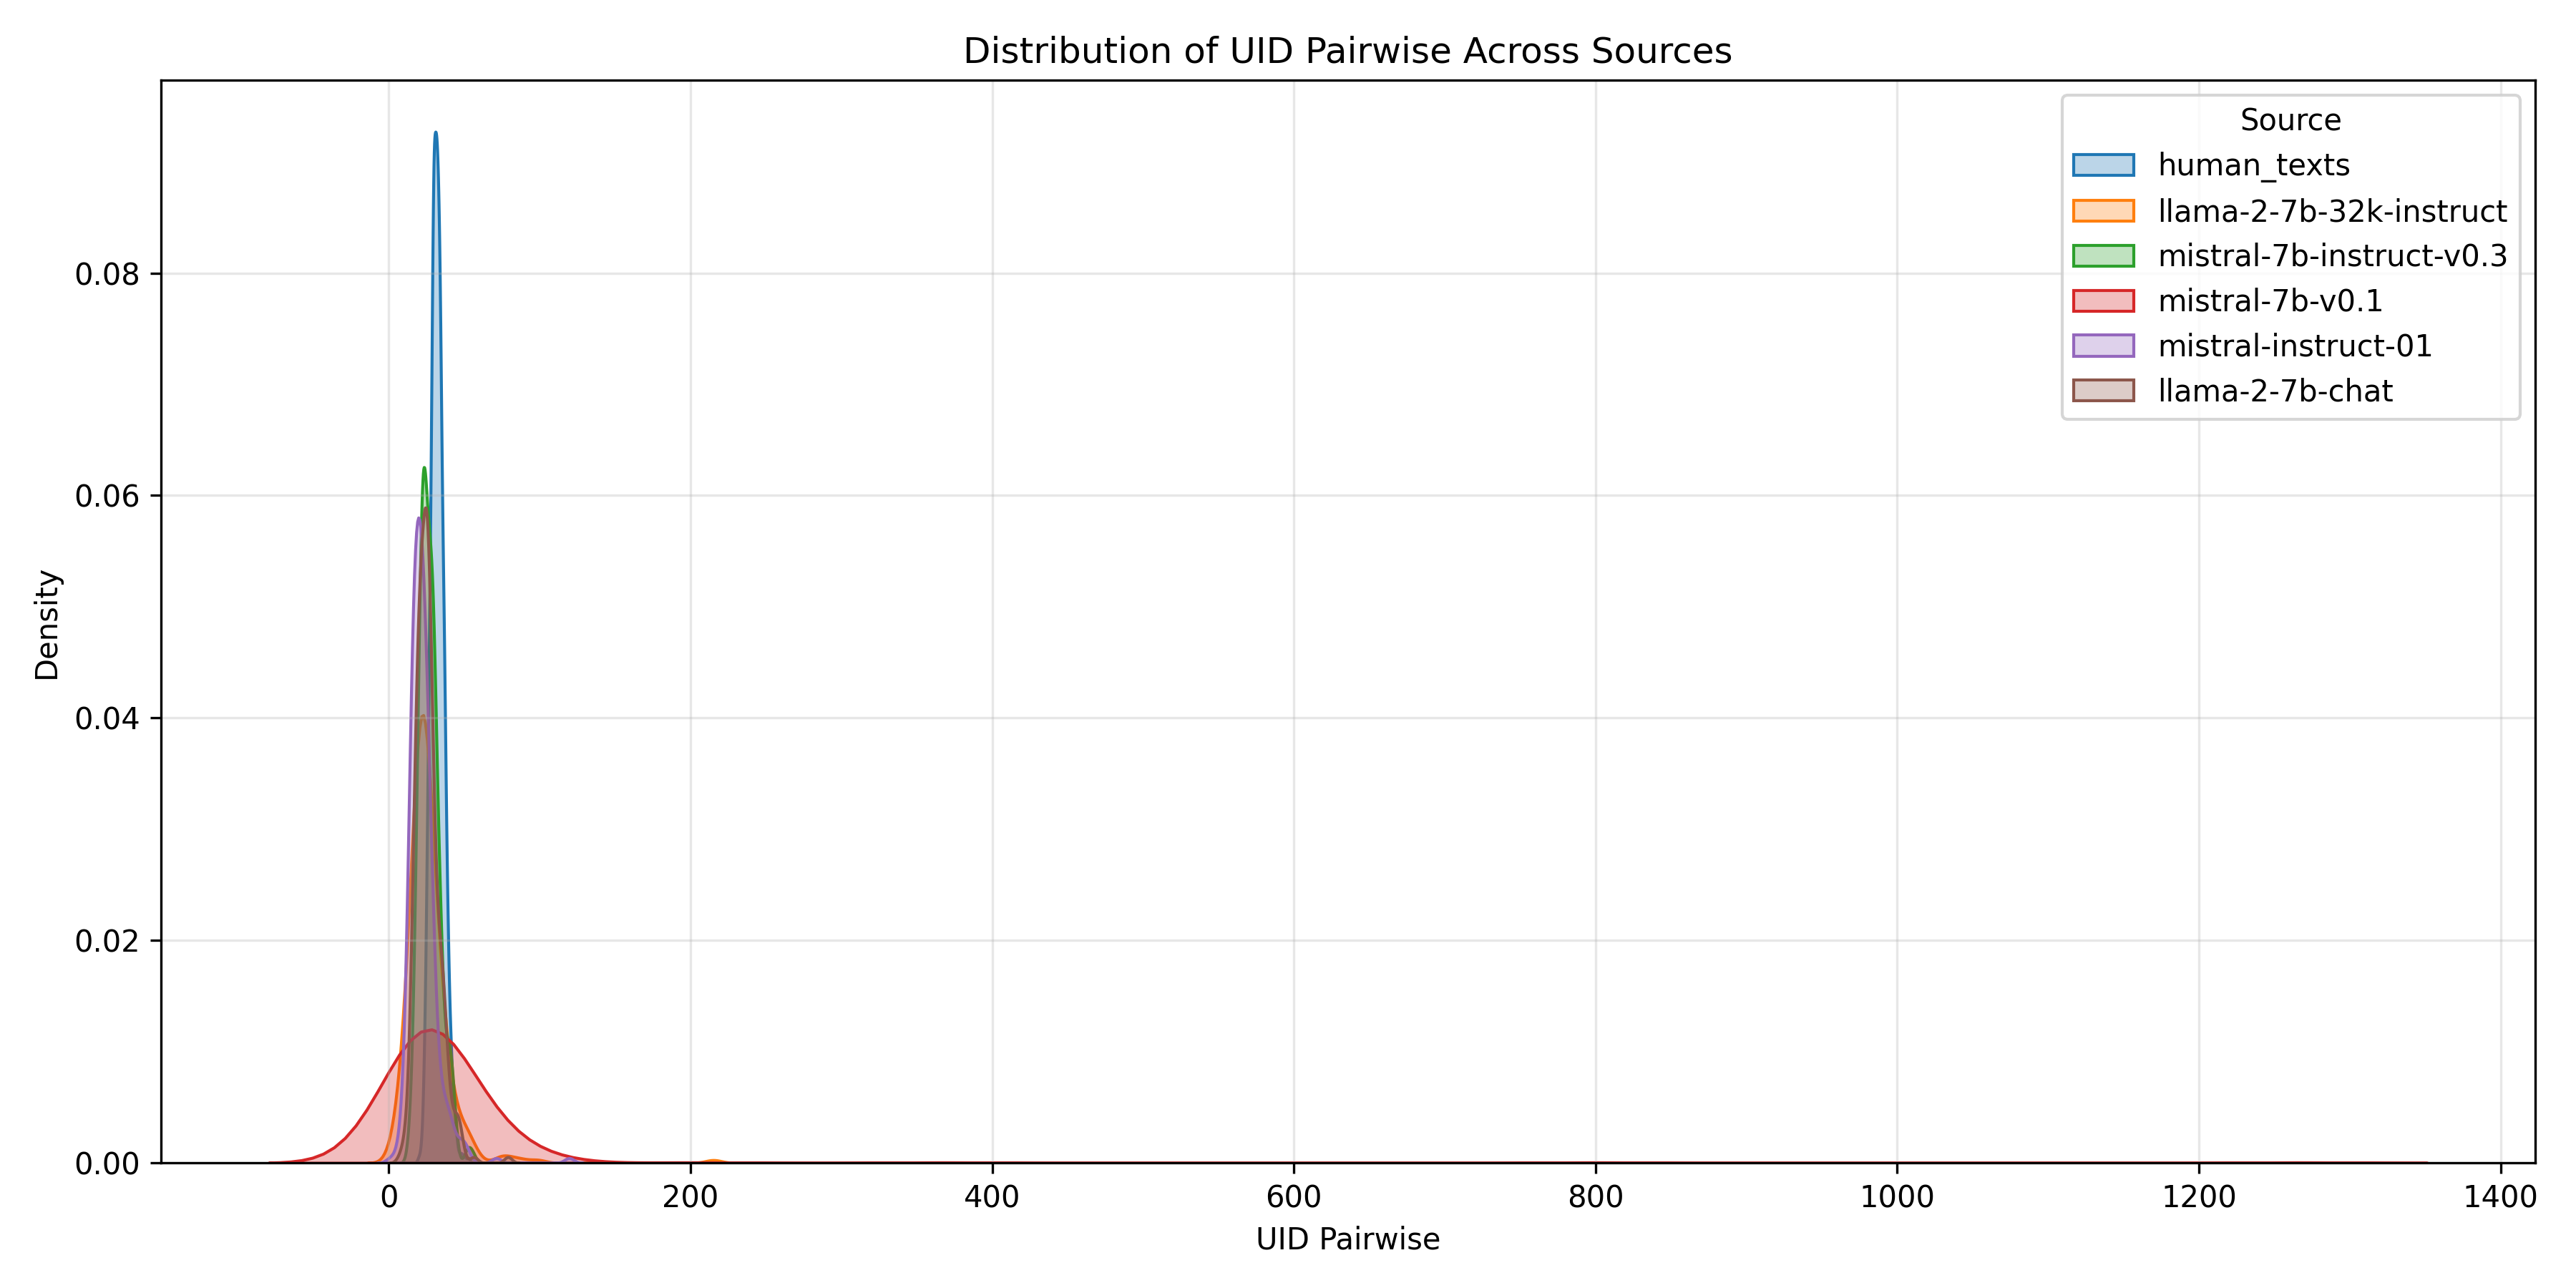 Distribution of UID Pairwise Across Sources
Source
human_texts
llama-2-7b-32k-instruct
mistral-7b-instruct-v0.3
mistral-7b-v0.1
mistral-instruct-01
llama-2-7b-chat
Density
0.08
0.06
0.04
0.02
0.00
0 200 400 600 800 1000 1200 1400
UID Pairwise